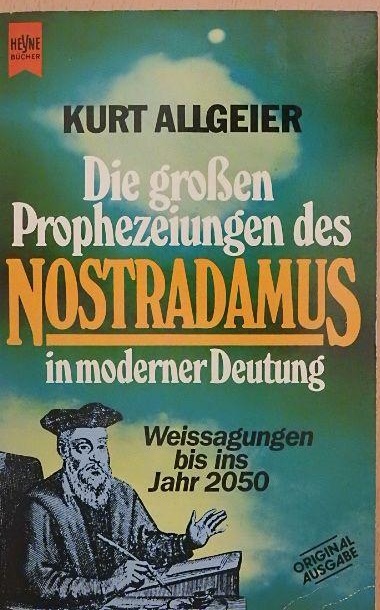 HEYNE
BÜCHER
KURT ALLGEIER
Die großen
Prophezeiungen des
NOSTRADAMUS
in moderner Deutung
Weissagungen
bis ins
Jahr 2050
ORIGINAL
AUSGABE